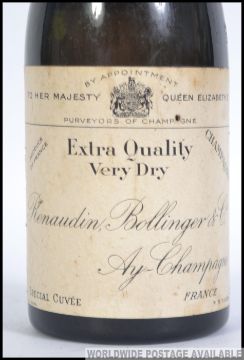 BY APPOINTMENT
TO HER MAJESTY QUEEN ELIZABETH
PURVEYORS OF CHAMPAGNE
Extra Quality
Very Dry
Renaudin, Bollinger & C
Ay-Champagne
FRANCE
SPECIAL CUVÉE
WORLDWIDE POSTAGE AVAILABLE